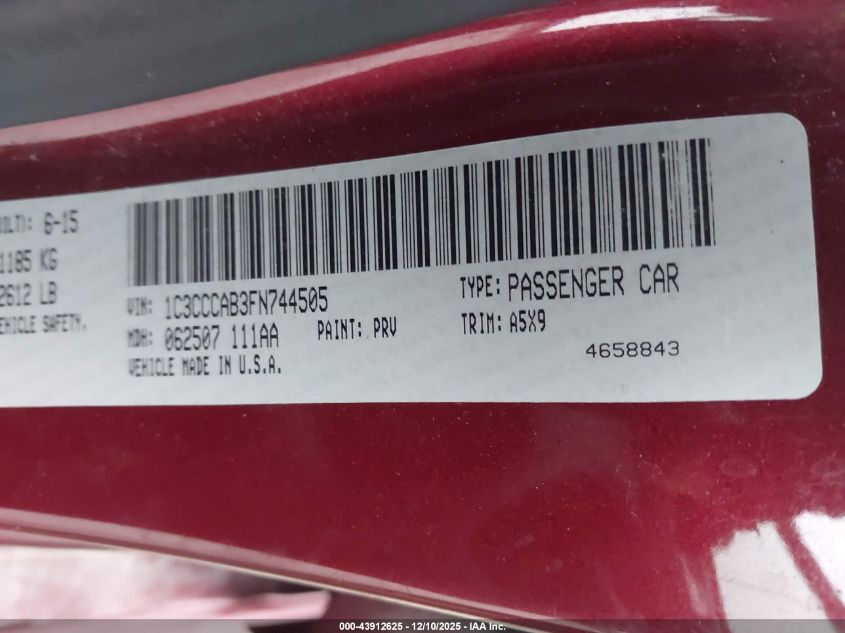 UILT): 6-15
1185 KG
2612 LB
EHICLE SAFETY.
VIN: 1C3CCCAB3FN744505
TYPE: PASSENGER CAR
MDH: 062507 111AA
PAINT: PRV
TRIM: A5X9
VEHICLE MADE IN U.S.A.
4658843
000-43912625 - 12/10/2025 - IAA Inc.